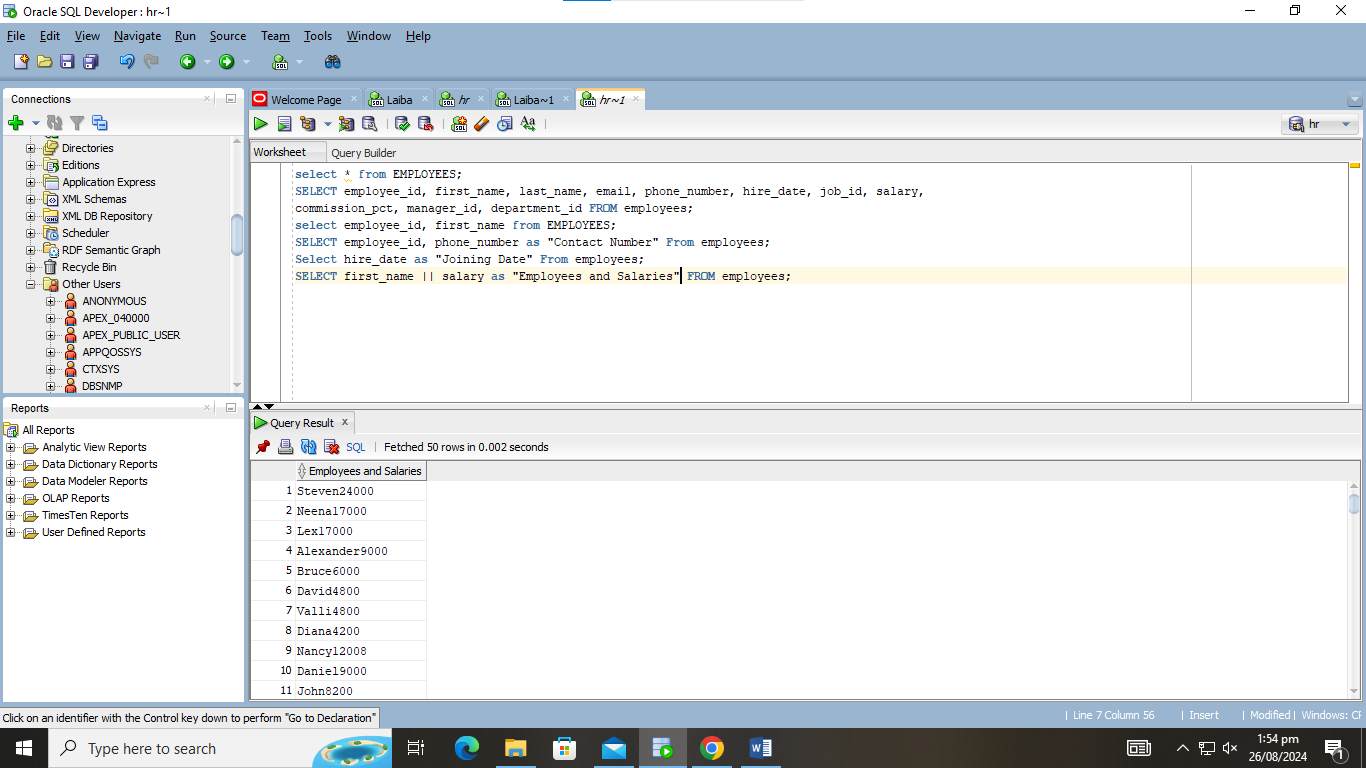 Oracle SQL Developer : hr~1
File Edit View Navigate Run Source Team Tools Window Help
Connections
Directories
Editions
Application Express
XML Schemas
XML DB Repository
Scheduler
RDF Semantic Graph
Recycle Bin
Other Users
ANONYMOUS
APEX_040000
APEX_PUBLIC_USER
APPQOSSYS
CTXSYS
DBSNMP
Reports
All Reports
Analytic View Reports
Data Dictionary Reports
Data Modeler Reports
OLAP Reports
TimesTen Reports
User Defined Reports
Welcome Page Laiba hr Laiba~1 hr~1
hr
Worksheet Query Builder
select * from EMPLOYEES;
SELECT employee_id, first_name, last_name, email, phone_number, hire_date, job_id, salary,
commission_pct, manager_id, department_id FROM employees;
select employee_id, first_name from EMPLOYEES;
SELECT employee_id, phone_number as "Contact Number" From employees;
Select hire_date as "Joining Date" From employees;
SELECT first_name || salary as "Employees and Salaries" FROM employees;
Query Result
SQL | Fetched 50 rows in 0.002 seconds
Employees and Salaries
1 Steven24000
2 Neena17000
3 Lex17000
4 Alexander9000
5 Bruce6000
6 David4800
7 Valli4800
8 Diana4200
9 Nancy12008
10 Daniel9000
11 John8200
Click on an identifier with the Control key down to perform "Go to Declaration"
| Line 7 Column 56 | Insert | Modified | Windows: CF
Type here to search
1:54 pm
26/08/2024
1